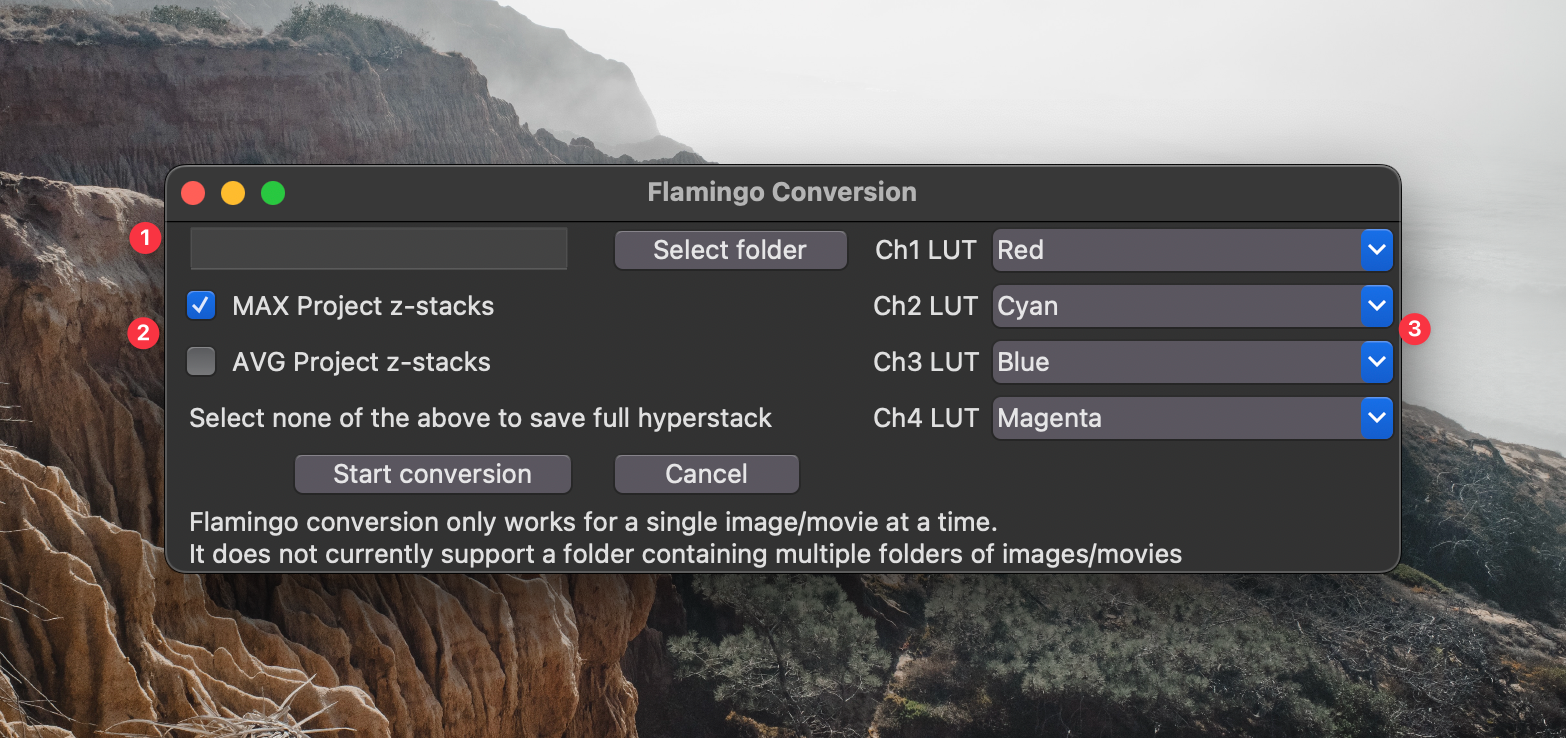 Flamingo Conversion
1
Select folder
Ch1 LUT Red
MAX Project z-stacks
Ch2 LUT Cyan
2
3
AVG Project z-stacks
Ch3 LUT Blue
Select none of the above to save full hyperstack
Ch4 LUT Magenta
Start conversion
Cancel
Flamingo conversion only works for a single image/movie at a time.
It does not currently support a folder containing multiple folders of images/movies